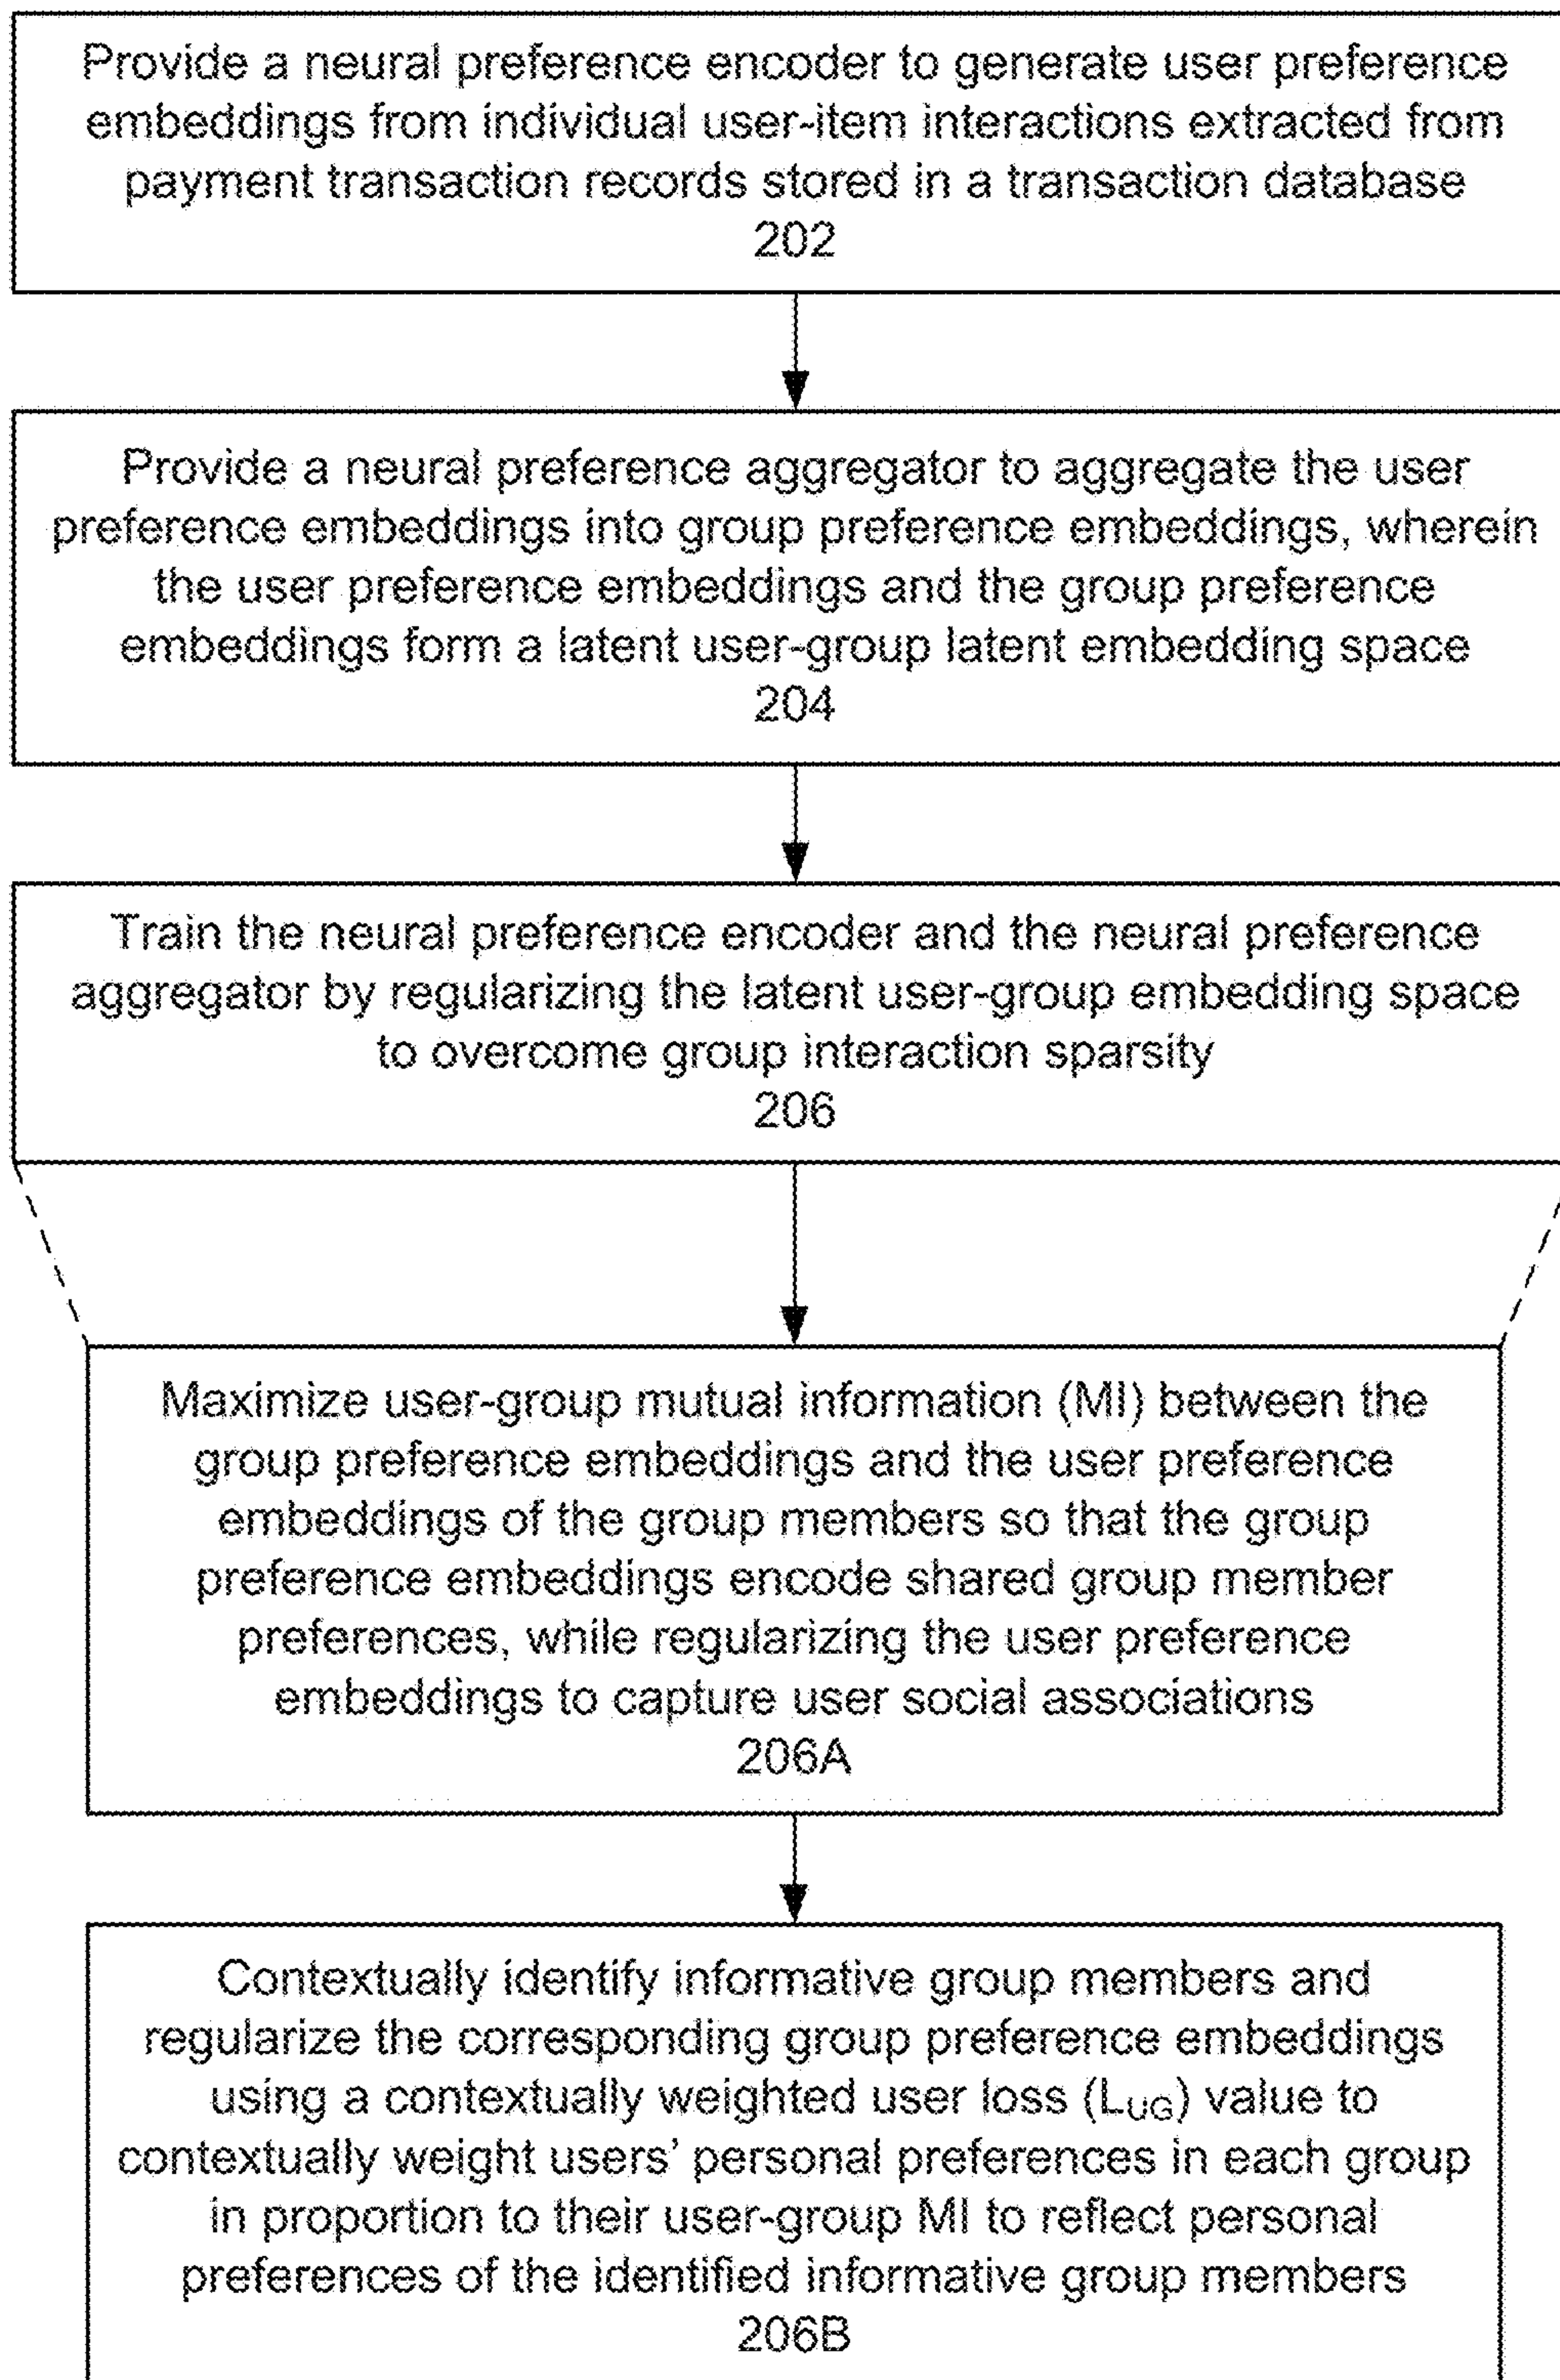 Provide a neural preference encoder to generate user preference
embeddings from individual user-item interactions extracted from
payment transaction records stored in a transaction database
202
Provide a neural preference aggregator to aggregate the user
preference embeddings into group preference embeddings, wherein
the user preference embeddings and the group preference
embeddings form a latent user-group latent embedding space
204
Train the neural preference encoder and the neural preference
aggregator by regularizing the latent user-group embedding space
to overcome group interaction sparsity
206
Maximize user-group mutual information (MI) between the
group preference embeddings and the user preference
embeddings of the group members so that the group
preference embeddings encode shared group member
preferences, while regularizing the user preference
embeddings to capture user social associations
206A
Contextually identify informative group members and
regularize the corresponding group preference embeddings
using a contextually weighted user loss (L_UG) value to
contextually weight users' personal preferences in each group
in proportion to their user-group MI to reflect personal
preferences of the identified informative group members
206B